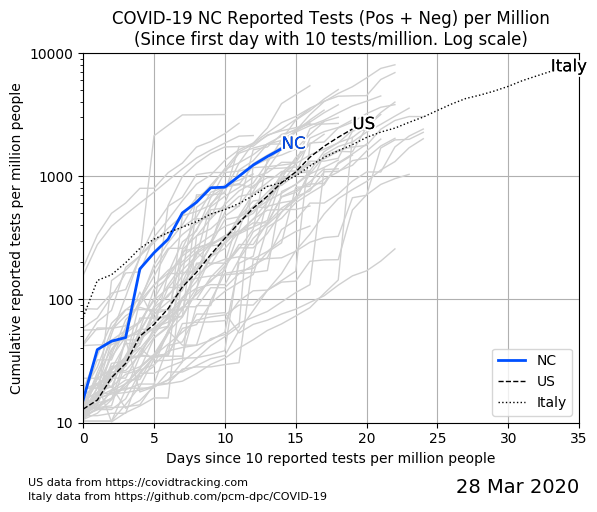 COVID-19 NC Reported Tests (Pos + Neg) per Million
(Since first day with 10 tests/million. Log scale)
Cumulative reported tests per million people
10000
1000
100
10
Italy
US
NC
NC
US
Italy
0 5 10 15 20 25 30 35
Days since 10 reported tests per million people
US data from https://covidtracking.com
Italy data from https://github.com/pcm-dpc/COVID-19
28 Mar 2020